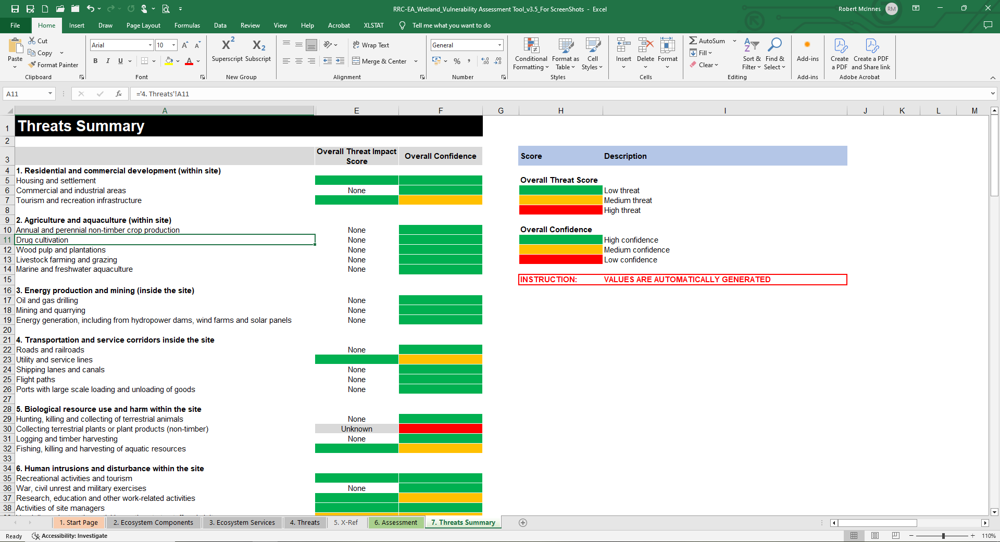 RRC-EA_Wetland_Vulnerability Assessment Tool_v3.5_For ScreenShots - Excel
Robert McInnes RM
File Home Insert Draw Page Layout Formulas Data Review View Help Acrobat XLSTAT Tell me what you want to do
Paste
Cut
Copy
Format Painter
Clipboard
Arial 10
B I U
Font
Superscript Subscript
New Group
Wrap Text
Merge & Center
Alignment
General
Number
Conditional Formatting
Format as Table
Cell Styles
Styles
Insert Delete Format
Cells
AutoSum
Fill
Clear
Sort & Filter
Find & Select
Editing
Add-ins
Add-ins
Create a PDF
Create a PDF and Share link
Adobe Acrobat
A11 fx ='4. Threats'!A11
A E F G H I J K L M
1 Threats Summary
2
3 Overall Threat Impact Score Overall Confidence Score Description
4 1. Residential and commercial development (within site)
5 Housing and settlement Overall Threat Score
6 Commercial and industrial areas None Low threat
7 Tourism and recreation infrastructure Medium threat
8 High threat
9 2. Agriculture and aquaculture (within site)
10 Annual and perennial non-timber crop production None Overall Confidence
11 Drug cultivation None High confidence
12 Wood pulp and plantations None Medium confidence
13 Livestock farming and grazing None Low confidence
14 Marine and freshwater aquaculture None
15 INSTRUCTION: VALUES ARE AUTOMATICALLY GENERATED
16 3. Energy production and mining (inside the site)
17 Oil and gas drilling None
18 Mining and quarrying None
19 Energy generation, including from hydropower dams, wind farms and solar panels None
20
21 4. Transportation and service corridors inside the site
22 Roads and railroads None
23 Utility and service lines
24 Shipping lanes and canals None
25 Flight paths None
26 Ports with large scale loading and unloading of goods None
27
28 5. Biological resource use and harm within the site
29 Hunting, killing and collecting of terrestrial animals None
30 Collecting terrestrial plants or plant products (non-timber) Unknown
31 Logging and timber harvesting None
32 Fishing, killing and harvesting of aquatic resources
33
34 6. Human intrusions and disturbance within the site
35 Recreational activities and tourism
36 War, civil unrest and military exercises None
37 Research, education and other work-related activities
38 Activities of site managers
1. Start Page 2. Ecosystem Components 3. Ecosystem Services 4. Threats 5. X-Ref 6. Assessment 7. Threats Summary
Ready Accessibility: Investigate 110%